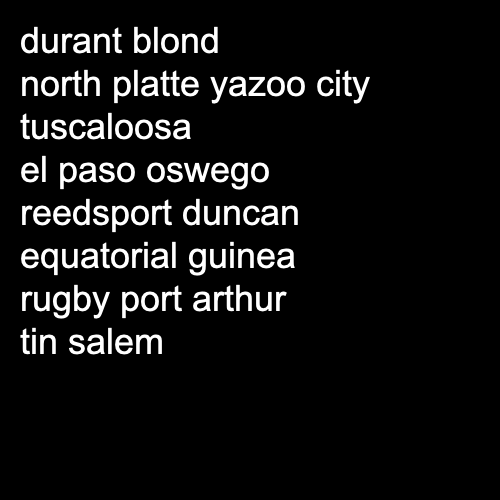 durant blond
north platte yazoo city
tuscaloosa
el paso oswego
reedsport duncan
equatorial guinea
rugby port arthur
tin salem